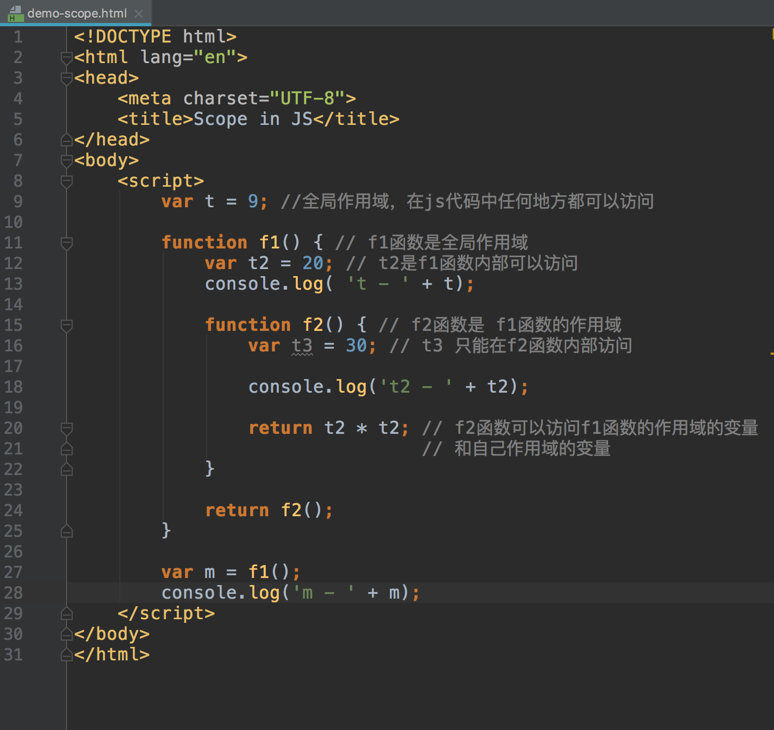 demo-scope.html
1 <!DOCTYPE html>
2 <html lang="en">
3 <head>
4 <meta charset="UTF-8">
5 <title>Scope in JS</title>
6 </head>
7 <body>
8 <script>
9 var t = 9; //全局作用域，在js代码中任何地方都可以访问
10
11 function f1() { // f1函数是全局作用域
12 var t2 = 20; // t2是f1函数内部可以访问
13 console.log( 't - ' + t);
14
15 function f2() { // f2函数是 f1函数的作用域
16 var t3 = 30; // t3 只能在f2函数内部访问
17
18 console.log('t2 - ' + t2);
19
20 return t2 * t2; // f2函数可以访问f1函数的作用域的变量
21 // 和自己作用域的变量
22 }
23
24 return f2();
25 }
26
27 var m = f1();
28 console.log('m - ' + m);
29 </script>
30 </body>
31 </html>